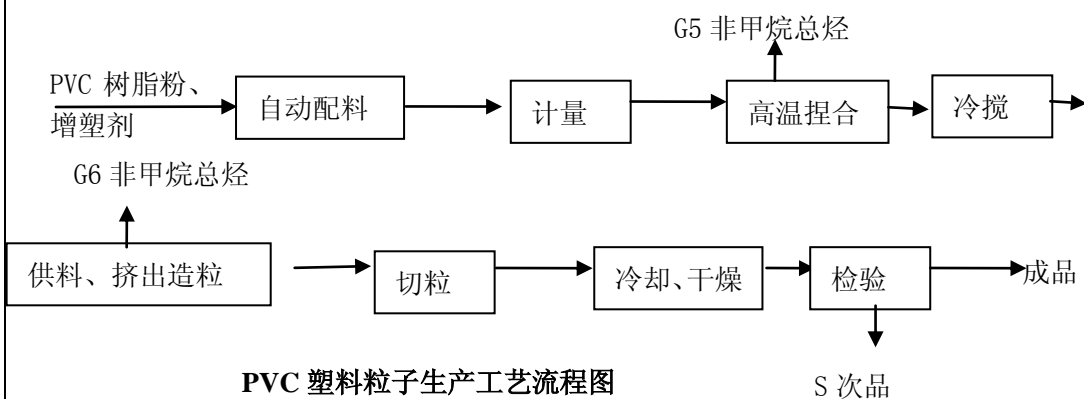 G5 非甲烷总烃
PVC 树脂粉、
增塑剂
自动配料
计量
高温捏合
冷搅
G6 非甲烷总烃
供料、挤出造粒
切粒
冷却、干燥
检验
成品
PVC 塑料粒子生产工艺流程图
S 次品